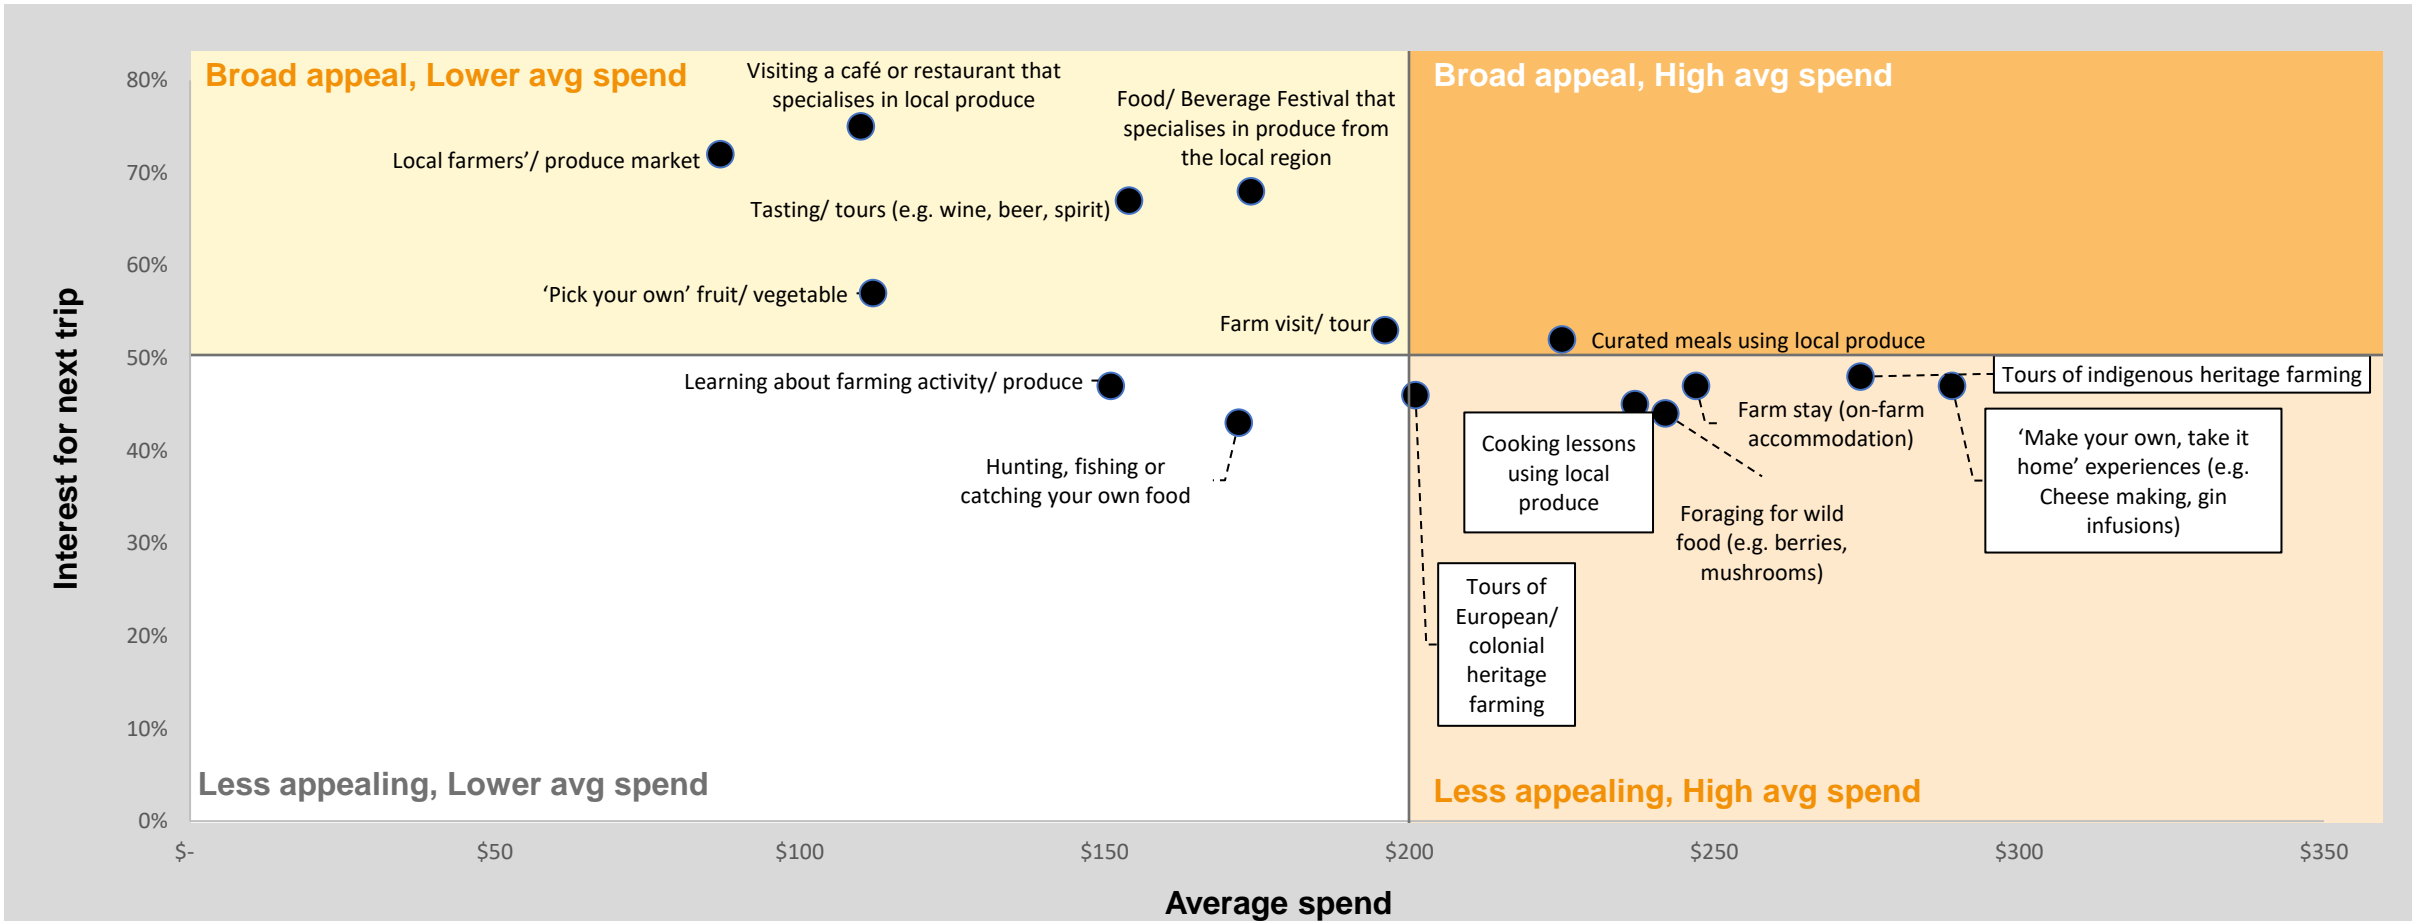 Broad appeal, Lower avg spend
Visiting a café or restaurant that
specialises in local produce
Food/ Beverage Festival that
specialises in produce from
the local region
Local farmers’/ produce market
Tasting/ tours (e.g. wine, beer, spirit)
‘Pick your own’ fruit/ vegetable
Farm visit/ tour
Broad appeal, High avg spend
Curated meals using local produce
Learning about farming activity/ produce
Hunting, fishing or
catching your own food
Less appealing, Lower avg spend
Tours of indigenous heritage farming
Farm stay (on-farm
accommodation)
Cooking lessons
using local
produce
‘Make your own, take it
home’ experiences (e.g.
Cheese making, gin
infusions)
Foraging for wild
food (e.g. berries,
mushrooms)
Tours of
European/
colonial
heritage
farming
Less appealing, High avg spend
80%
70%
60%
50%
40%
30%
20%
10%
0%
Interest for next trip
$-
$50
$100
$150
$200
$250
$300
$350
Average spend